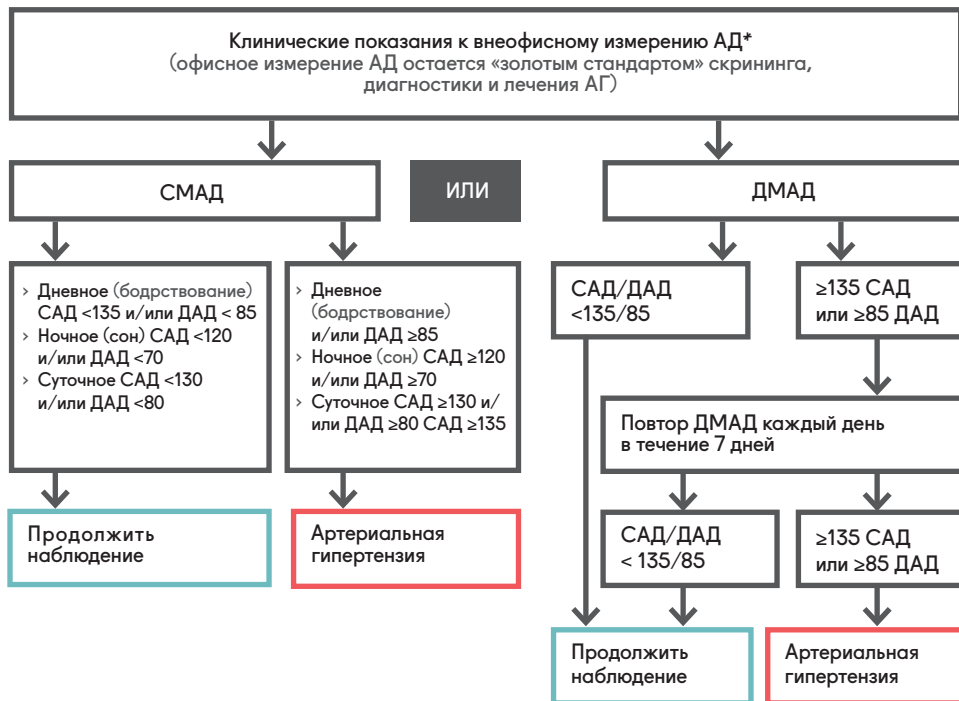 Клинические показания к внеофисному измерению АД*
(офисное измерение АД остается «золотым стандартом» скрининга,
диагностики и лечения АГ)
СМАД
ИЛИ
ДМАД
› Дневное (бодрствование)
САД <135 и/или ДАД < 85
› Ночное (сон) САД <120
и/или ДАД <70
› Суточное САД <130
и/или ДАД <80
› Дневное
(бодрствование)
и/или ДАД ≥85
› Ночное (сон) САД ≥120
и/или ДАД ≥70
› Суточное САД ≥130 и/
или ДАД ≥80 САД ≥135
САД/ДАД
<135/85
≥135 САД
или ≥85 ДАД
Повтор ДМАД каждый день
в течение 7 дней
Продолжить
наблюдение
Артериальная
гипертензия
САД/ДАД
< 135/85
≥135 САД
или ≥85 ДАД
Продолжить
наблюдение
Артериальная
гипертензия